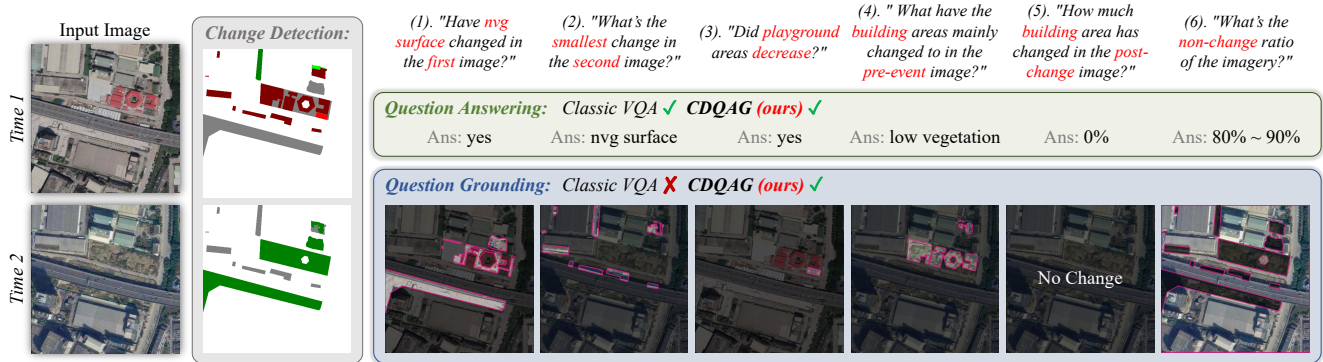 Input Image
Change Detection:
Time 1
Time 2
(1). "Have nvg
surface changed in
the first image?"
(2). "What's the
smallest change in
the second image?"
(3). "Did playground
areas decrease?"
(4). " What have the
building areas mainly
changed to in the
pre-event image?"
(5). "How much
building area has
changed in the post-
change image?"
(6). "What's the
non-change ratio
of the imagery?"
Question Answering: Classic VQA ✓ CDQAG (ours) ✓
Ans: yes
Ans: nvg surface
Ans: yes
Ans: low vegetation
Ans: 0%
Ans: 80% ~ 90%
Question Grounding: Classic VQA ✗ CDQAG (ours) ✓
No Change